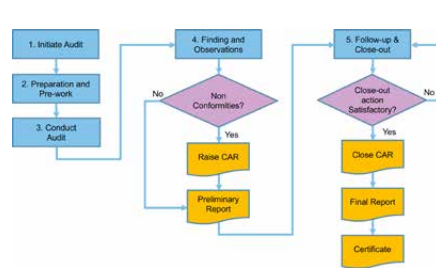 1. Initiate Audit
2. Preparation and
Pre-work
3. Conduct
Audit
4. Finding and
Observations
Non
Conformities?
No
Yes
Raise CAR
Preliminary
Report
5. Follow-up &
Close-out
Close-out
action
Satisfactory?
No
Yes
Close CAR
Final Report
Certificate